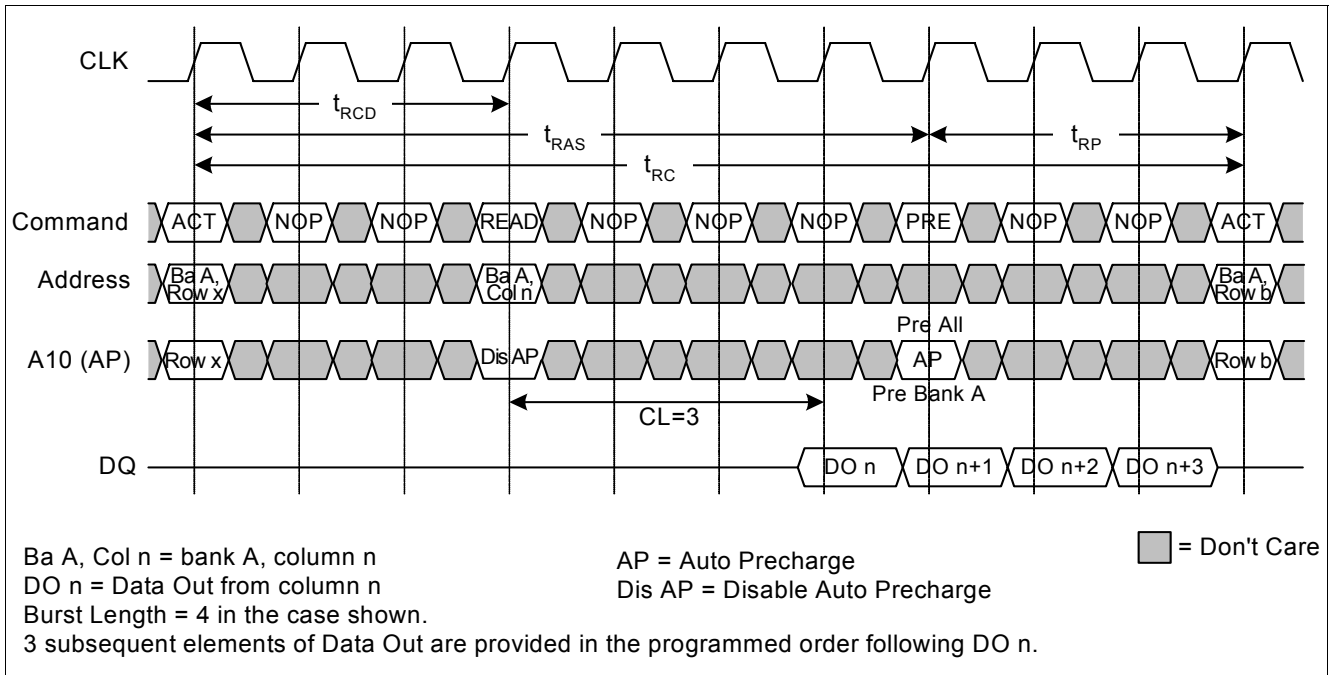 CLK
tRCD
tRAS
tRP
tRC
Command ACT NOP NOP READ NOP NOP NOP PRE NOP NOP ACT
Address Ba A, Row x Ba A, Col n Ba A, Row b
Pre All
A10 (AP) Row x Dis AP AP Row b
Pre Bank A
CL=3
DQ DO n DO n+1 DO n+2 DO n+3
Ba A, Col n = bank A, column n
DO n = Data Out from column n
Burst Length = 4 in the case shown.
3 subsequent elements of Data Out are provided in the programmed order following DO n.
AP = Auto Precharge
Dis AP = Disable Auto Precharge
= Don't Care